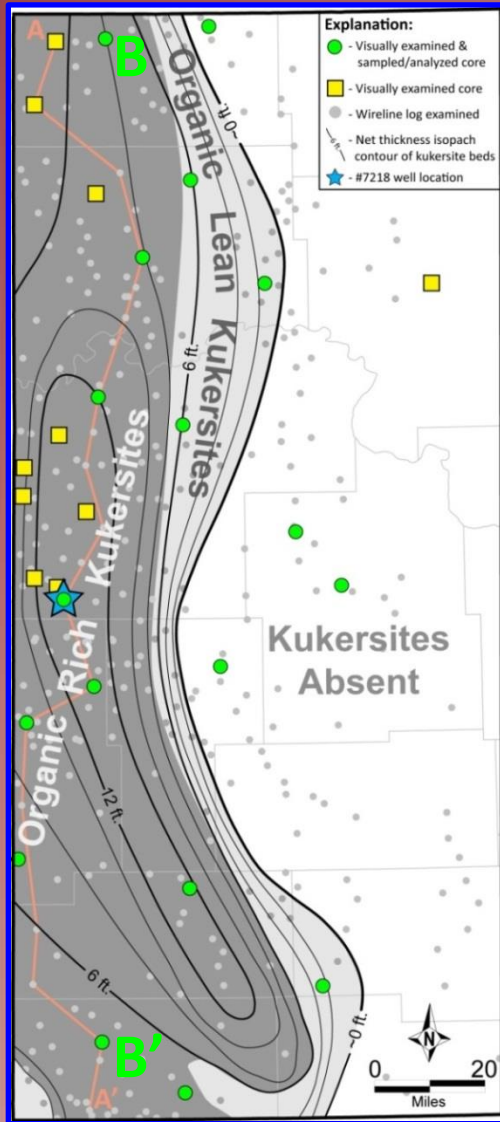 A
B
Explanation:
- Visually examined &
sampled/analyzed core
- Visually examined core
- Wireline log examined
- Net thickness isopach
contour of kukersite beds
- #7218 well location
6 ft.
~0 ft.
Organic Lean Kukersites
6 ft.
Organic Rich Kukersites
Kukersites
Absent
12 ft.
6 ft.
~0 ft.
B’
A’
N
0 20
Miles